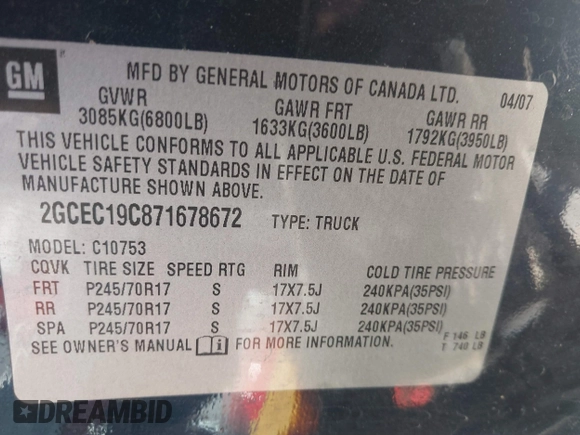 GM
MFD BY GENERAL MOTORS OF CANADA LTD. 04/07
GVWR GAWR FRT GAWR RR
3085KG(6800LB) 1633KG(3600LB) 1792KG(3950LB)
THIS VEHICLE CONFORMS TO ALL APPLICABLE U.S. FEDERAL MOTOR
VEHICLE SAFETY STANDARDS IN EFFECT ON THE DATE OF
MANUFACTURE SHOWN ABOVE.
2GCEC19C871678672 TYPE: TRUCK
MODEL: C10753
CQVK TIRE SIZE SPEED RTG RIM COLD TIRE PRESSURE
FRT P245/70R17 S 17X7.5J 240KPA(35PSI)
RR P245/70R17 S 17X7.5J 240KPA(35PSI)
SPA P245/70R17 S 17X7.5J 240KPA(35PSI)
SEE OWNER'S MANUAL i FOR MORE INFORMATION.
F 146 LB
T 740 LB
DREAMBID